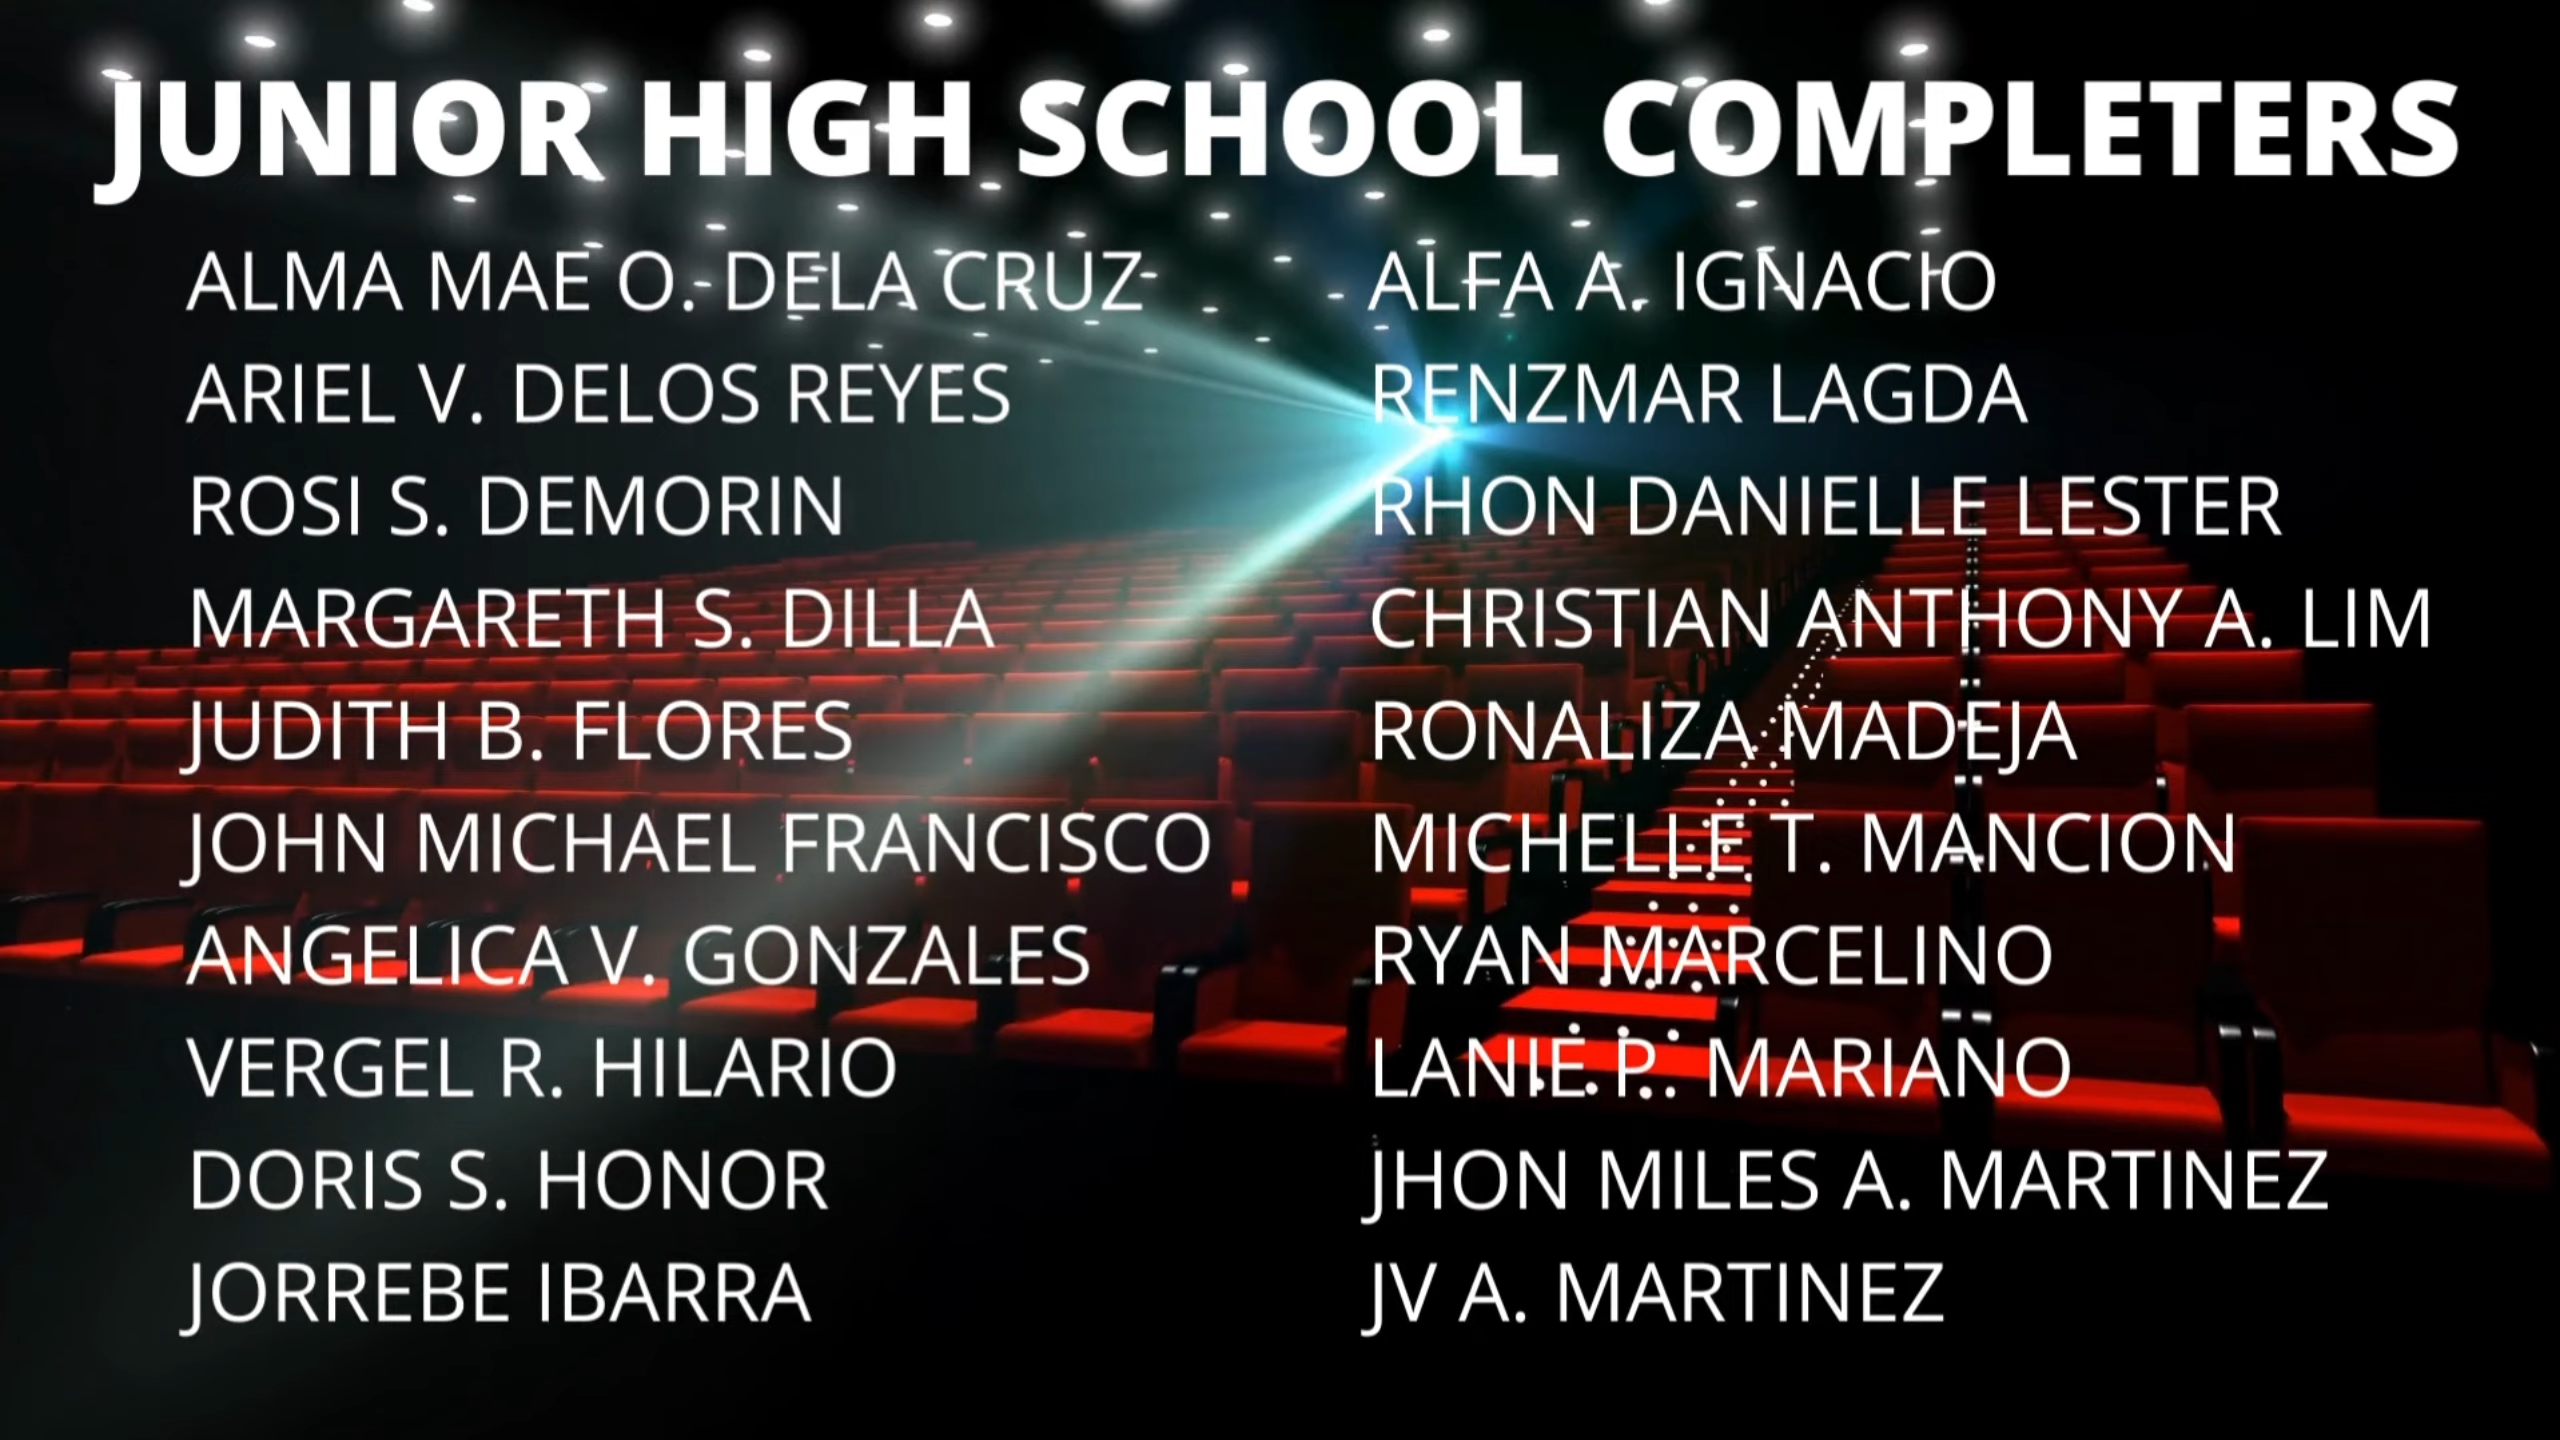 JUNIOR HIGH SCHOOL COMPLETERS
ALMA MAE O. DELA CRUZ
ARIEL V. DELOS REYES
ROSI S. DEMORIN
MARGARETH S. DILLA
JUDITH B. FLORES
JOHN MICHAEL FRANCISCO
ANGELICA V. GONZALES
VERGEL R. HILARIO
DORIS S. HONOR
JORREBE IBARRA
ALFA A. IGNACIO
RENZMAR LAGDA
RHON DANIELLE LESTER
CHRISTIAN ANTHONY A. LIM
RONALIZA MADEJA
MICHELLE T. MANCION
RYAN MARCELINO
LANIE P. MARIANO
JHON MILES A. MARTINEZ
JV A. MARTINEZ